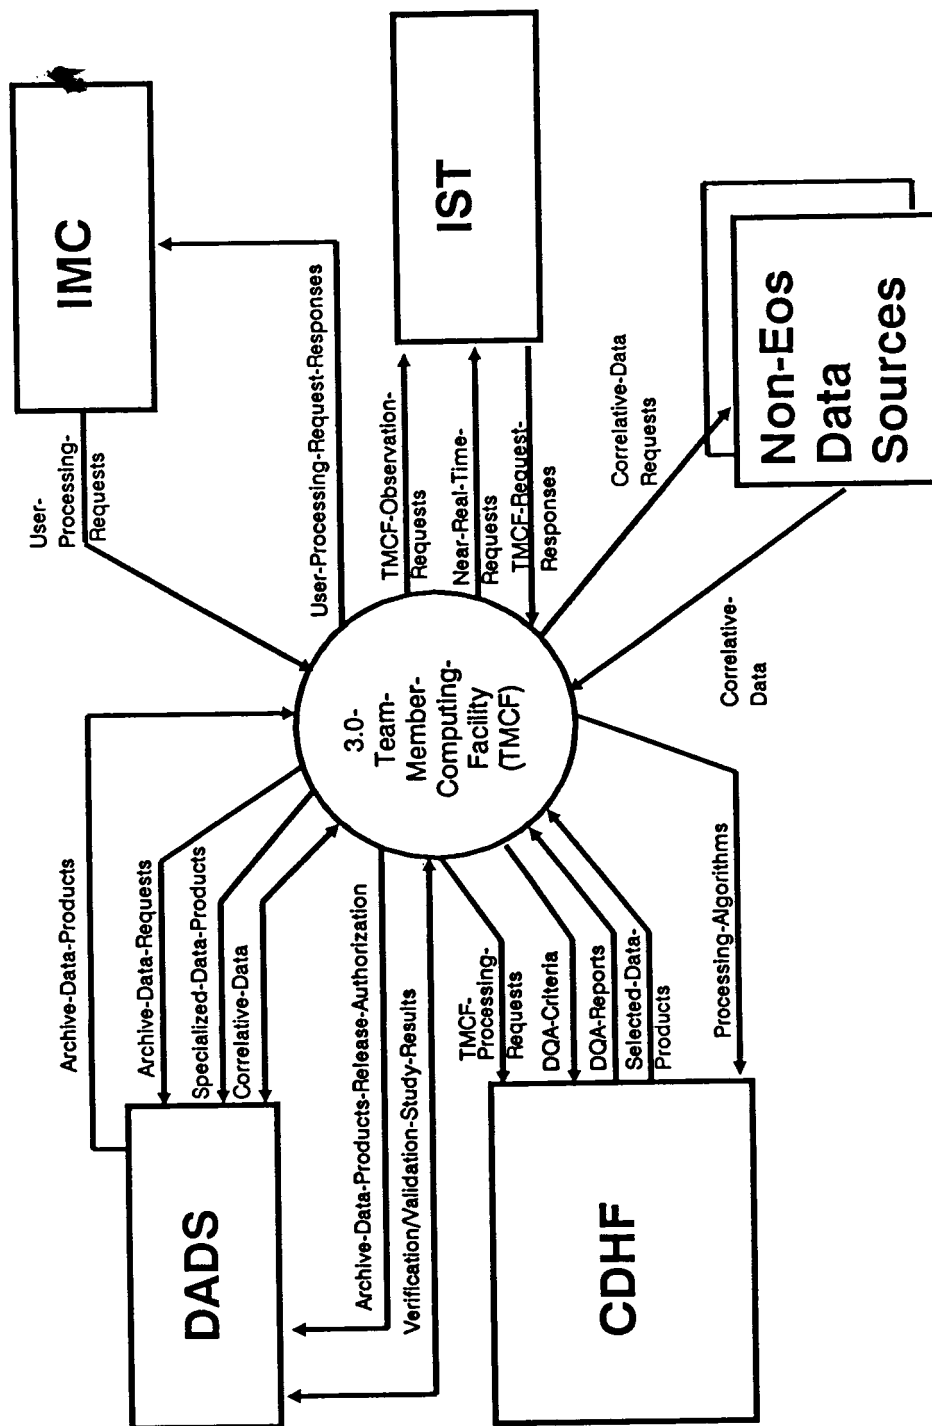 DADS
Archive-Data-Products
Archive-Data-Requests
Specialized-Data-Products
Correlative-Data
Archive-Data-Products-Release-Authorization
Verification/Validation-Study-Results
IMC
User-
Processing-
Requests
User-Processing-Request-Responses
3.0-
Team-
Member-
Computing-
Facility
(TMCF)
IST
TMCF-Observation-
Requests
Near-Real-Time-
Requests
TMCF-Request-
Responses
CDHF
TMCF-
Processing-
Requests
DQA-Criteria
DQA-Reports
Selected-Data-
Products
Processing-Algorithms
Correlative-Data
Requests
Correlative-
Data
Non-Eos
Data
Sources